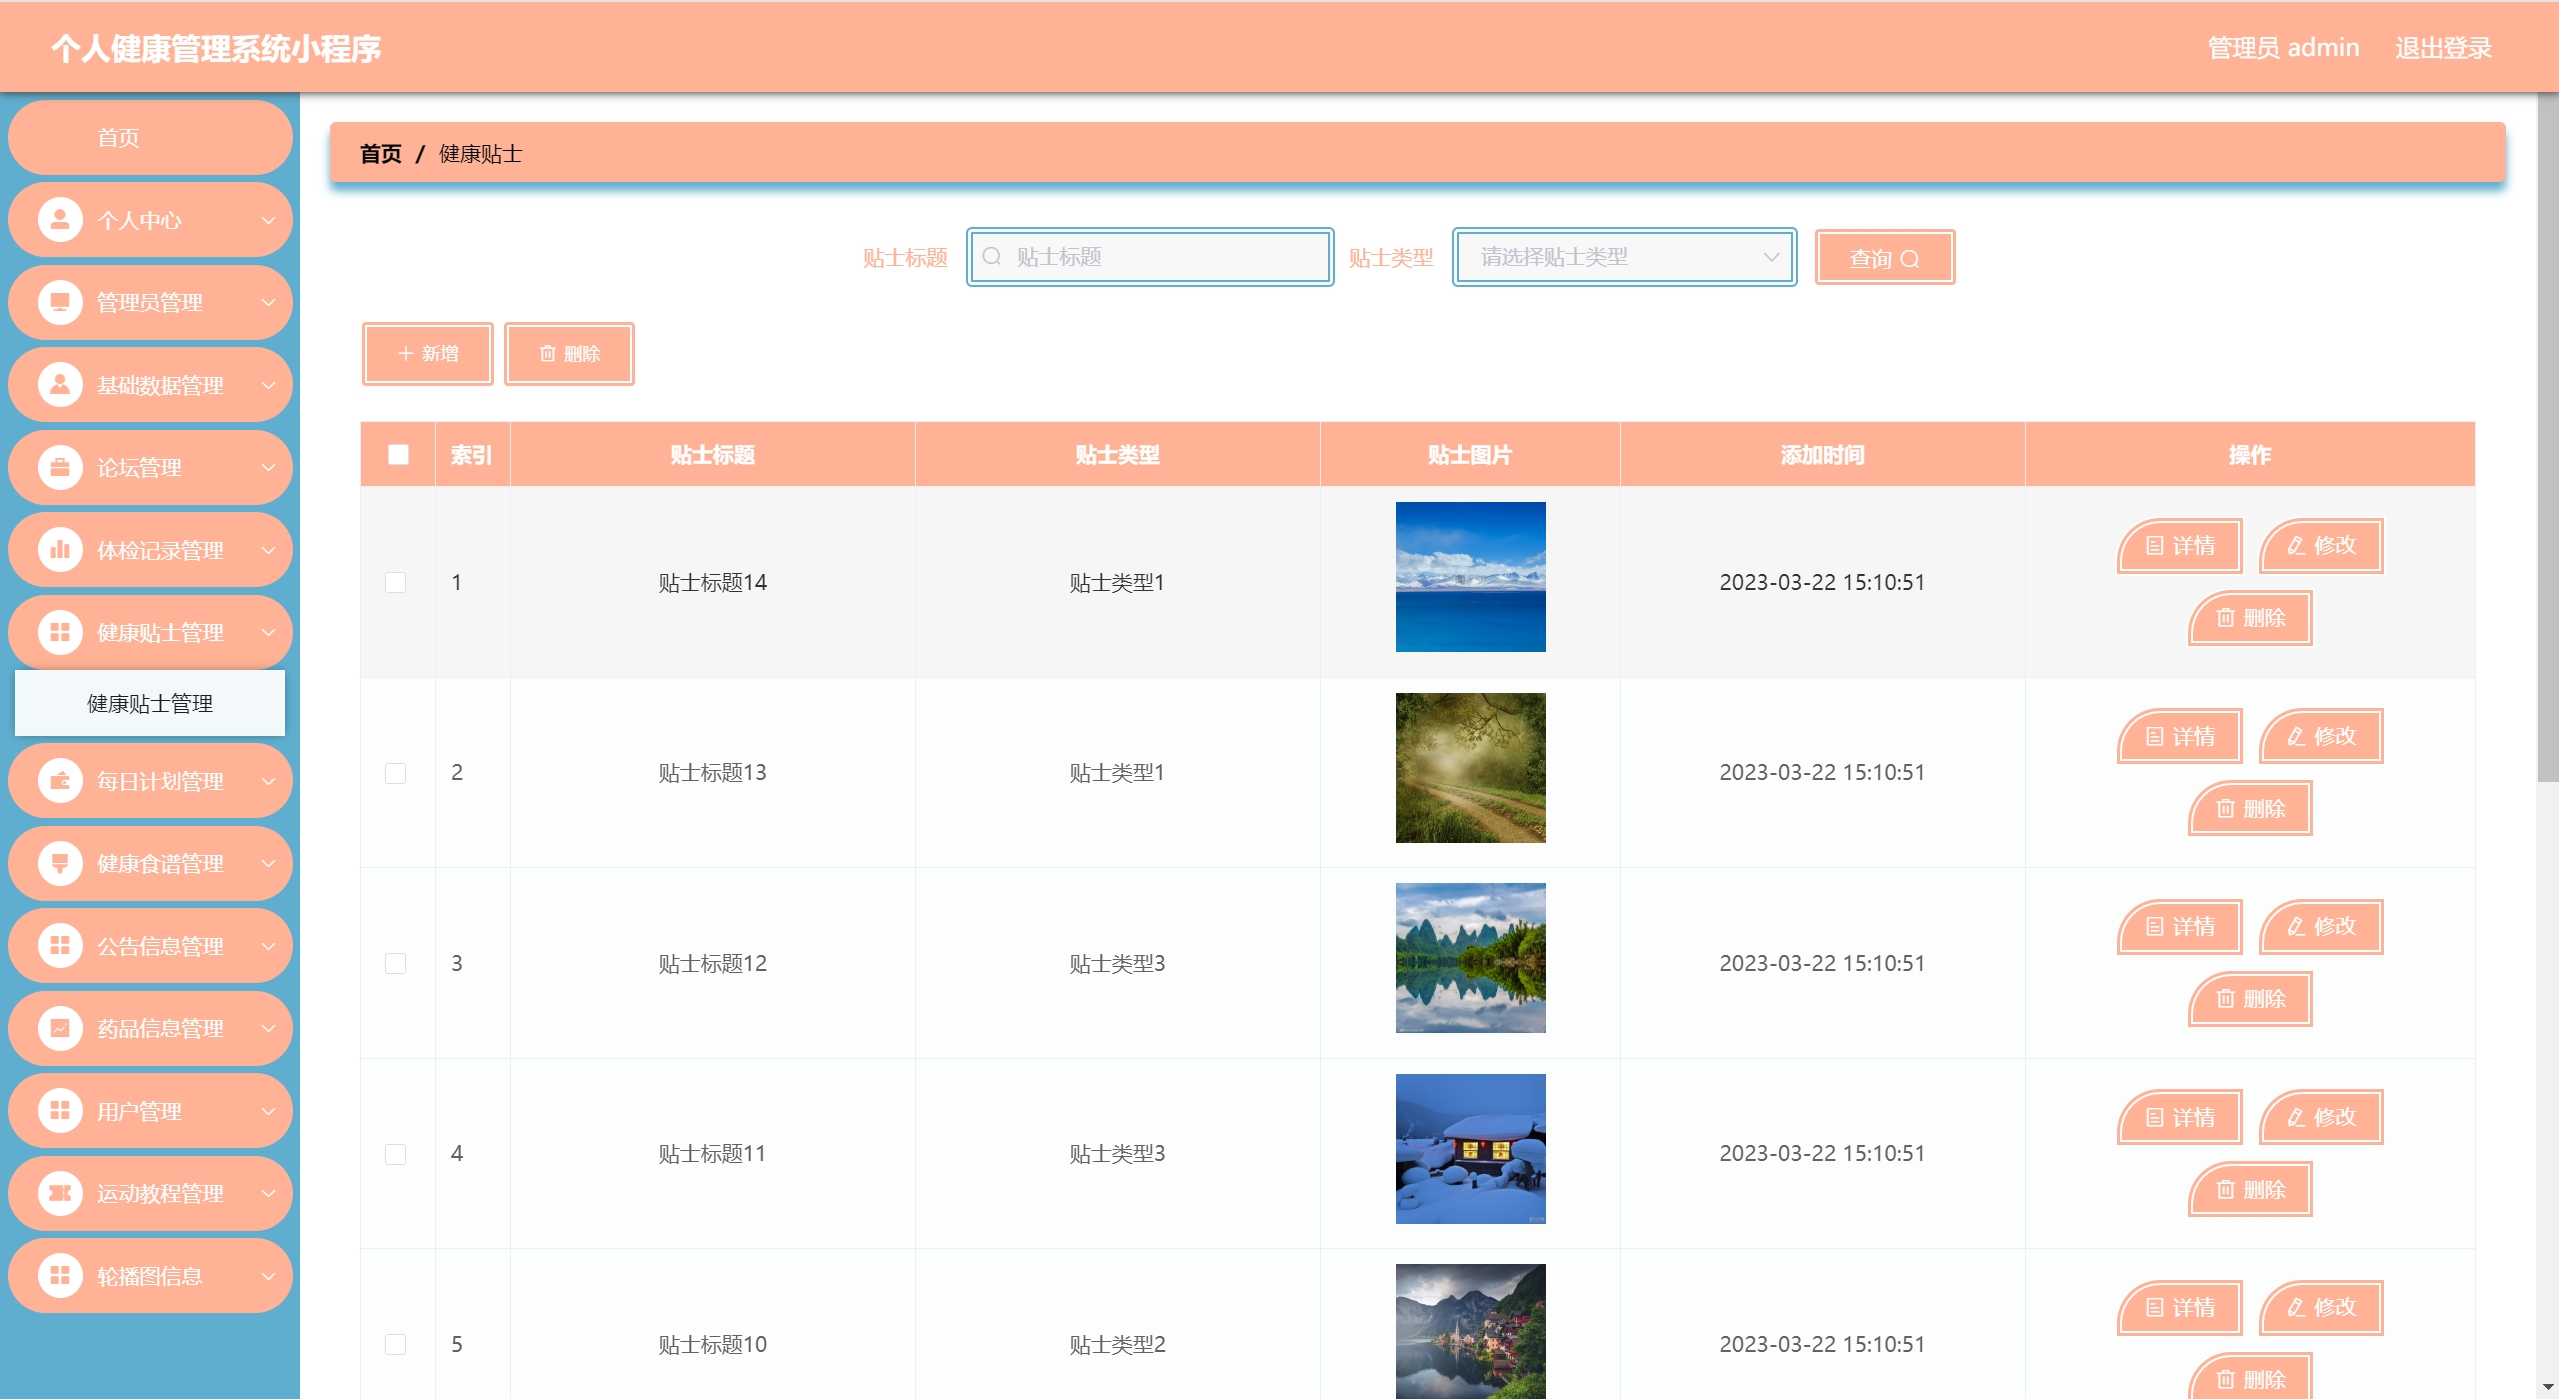 个人健康管理系统小程序
管理员 admin 退出登录
首页
个人中心
管理员管理
基础数据管理
论坛管理
体检记录管理
健康贴士管理
健康贴士管理
每日计划管理
健康食谱管理
公告信息管理
药品信息管理
用户管理
运动教程管理
轮播图信息
首页 / 健康贴士
贴士标题 贴士标题 贴士类型 请选择贴士类型 查询
新增 删除
索引 贴士标题 贴士类型 贴士图片 添加时间 操作
1 贴士标题14 贴士类型1 2023-03-22 15:10:51 详情 修改
删除
2 贴士标题13 贴士类型1 2023-03-22 15:10:51 详情 修改
删除
3 贴士标题12 贴士类型3 2023-03-22 15:10:51 详情 修改
删除
4 贴士标题11 贴士类型3 2023-03-22 15:10:51 详情 修改
删除
5 贴士标题10 贴士类型2 2023-03-22 15:10:51 详情 修改
删除